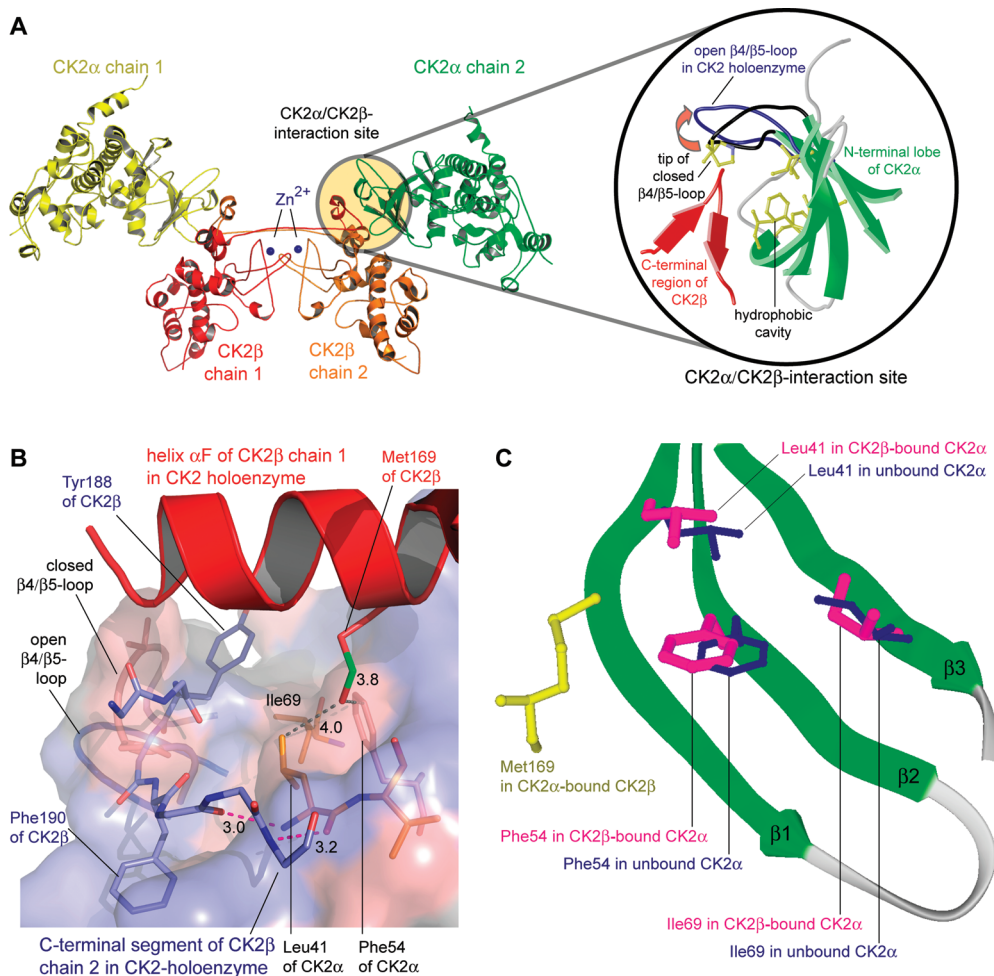 A
CK2α chain 1
CK2α chain 2
CK2α/CK2β-
interaction site
Zn2+
CK2β
chain 1
CK2β
chain 2
open β4/β5-loop
in CK2 holoenzyme
N-terminal lobe
of CK2α
tip of
closed
β4/β5-loop
C-terminal
region of
CK2β
hydrophobic
cavity
CK2α/CK2β-interaction site
B
helix αF of CK2β chain 1
in CK2 holoenzyme
Met169
of CK2β
Tyr188
of CK2β
closed
β4/β5-loop
open
β4/β5-
loop
Ile69
3.8
4.0
Phe190
of CK2β
3.0
3.2
C-terminal segment of CK2β
chain 2 in CK2-holoenzyme
Leu41
of CK2α
Phe54
of CK2α
C
Leu41 in CK2β-bound CK2α
Leu41 in unbound CK2α
β3
Met169
in CK2α-bound CK2β
β2
Phe54 in CK2β-bound CK2α
β1
Phe54 in unbound CK2α
Ile69 in CK2β-bound CK2α
Ile69 in unbound CK2α